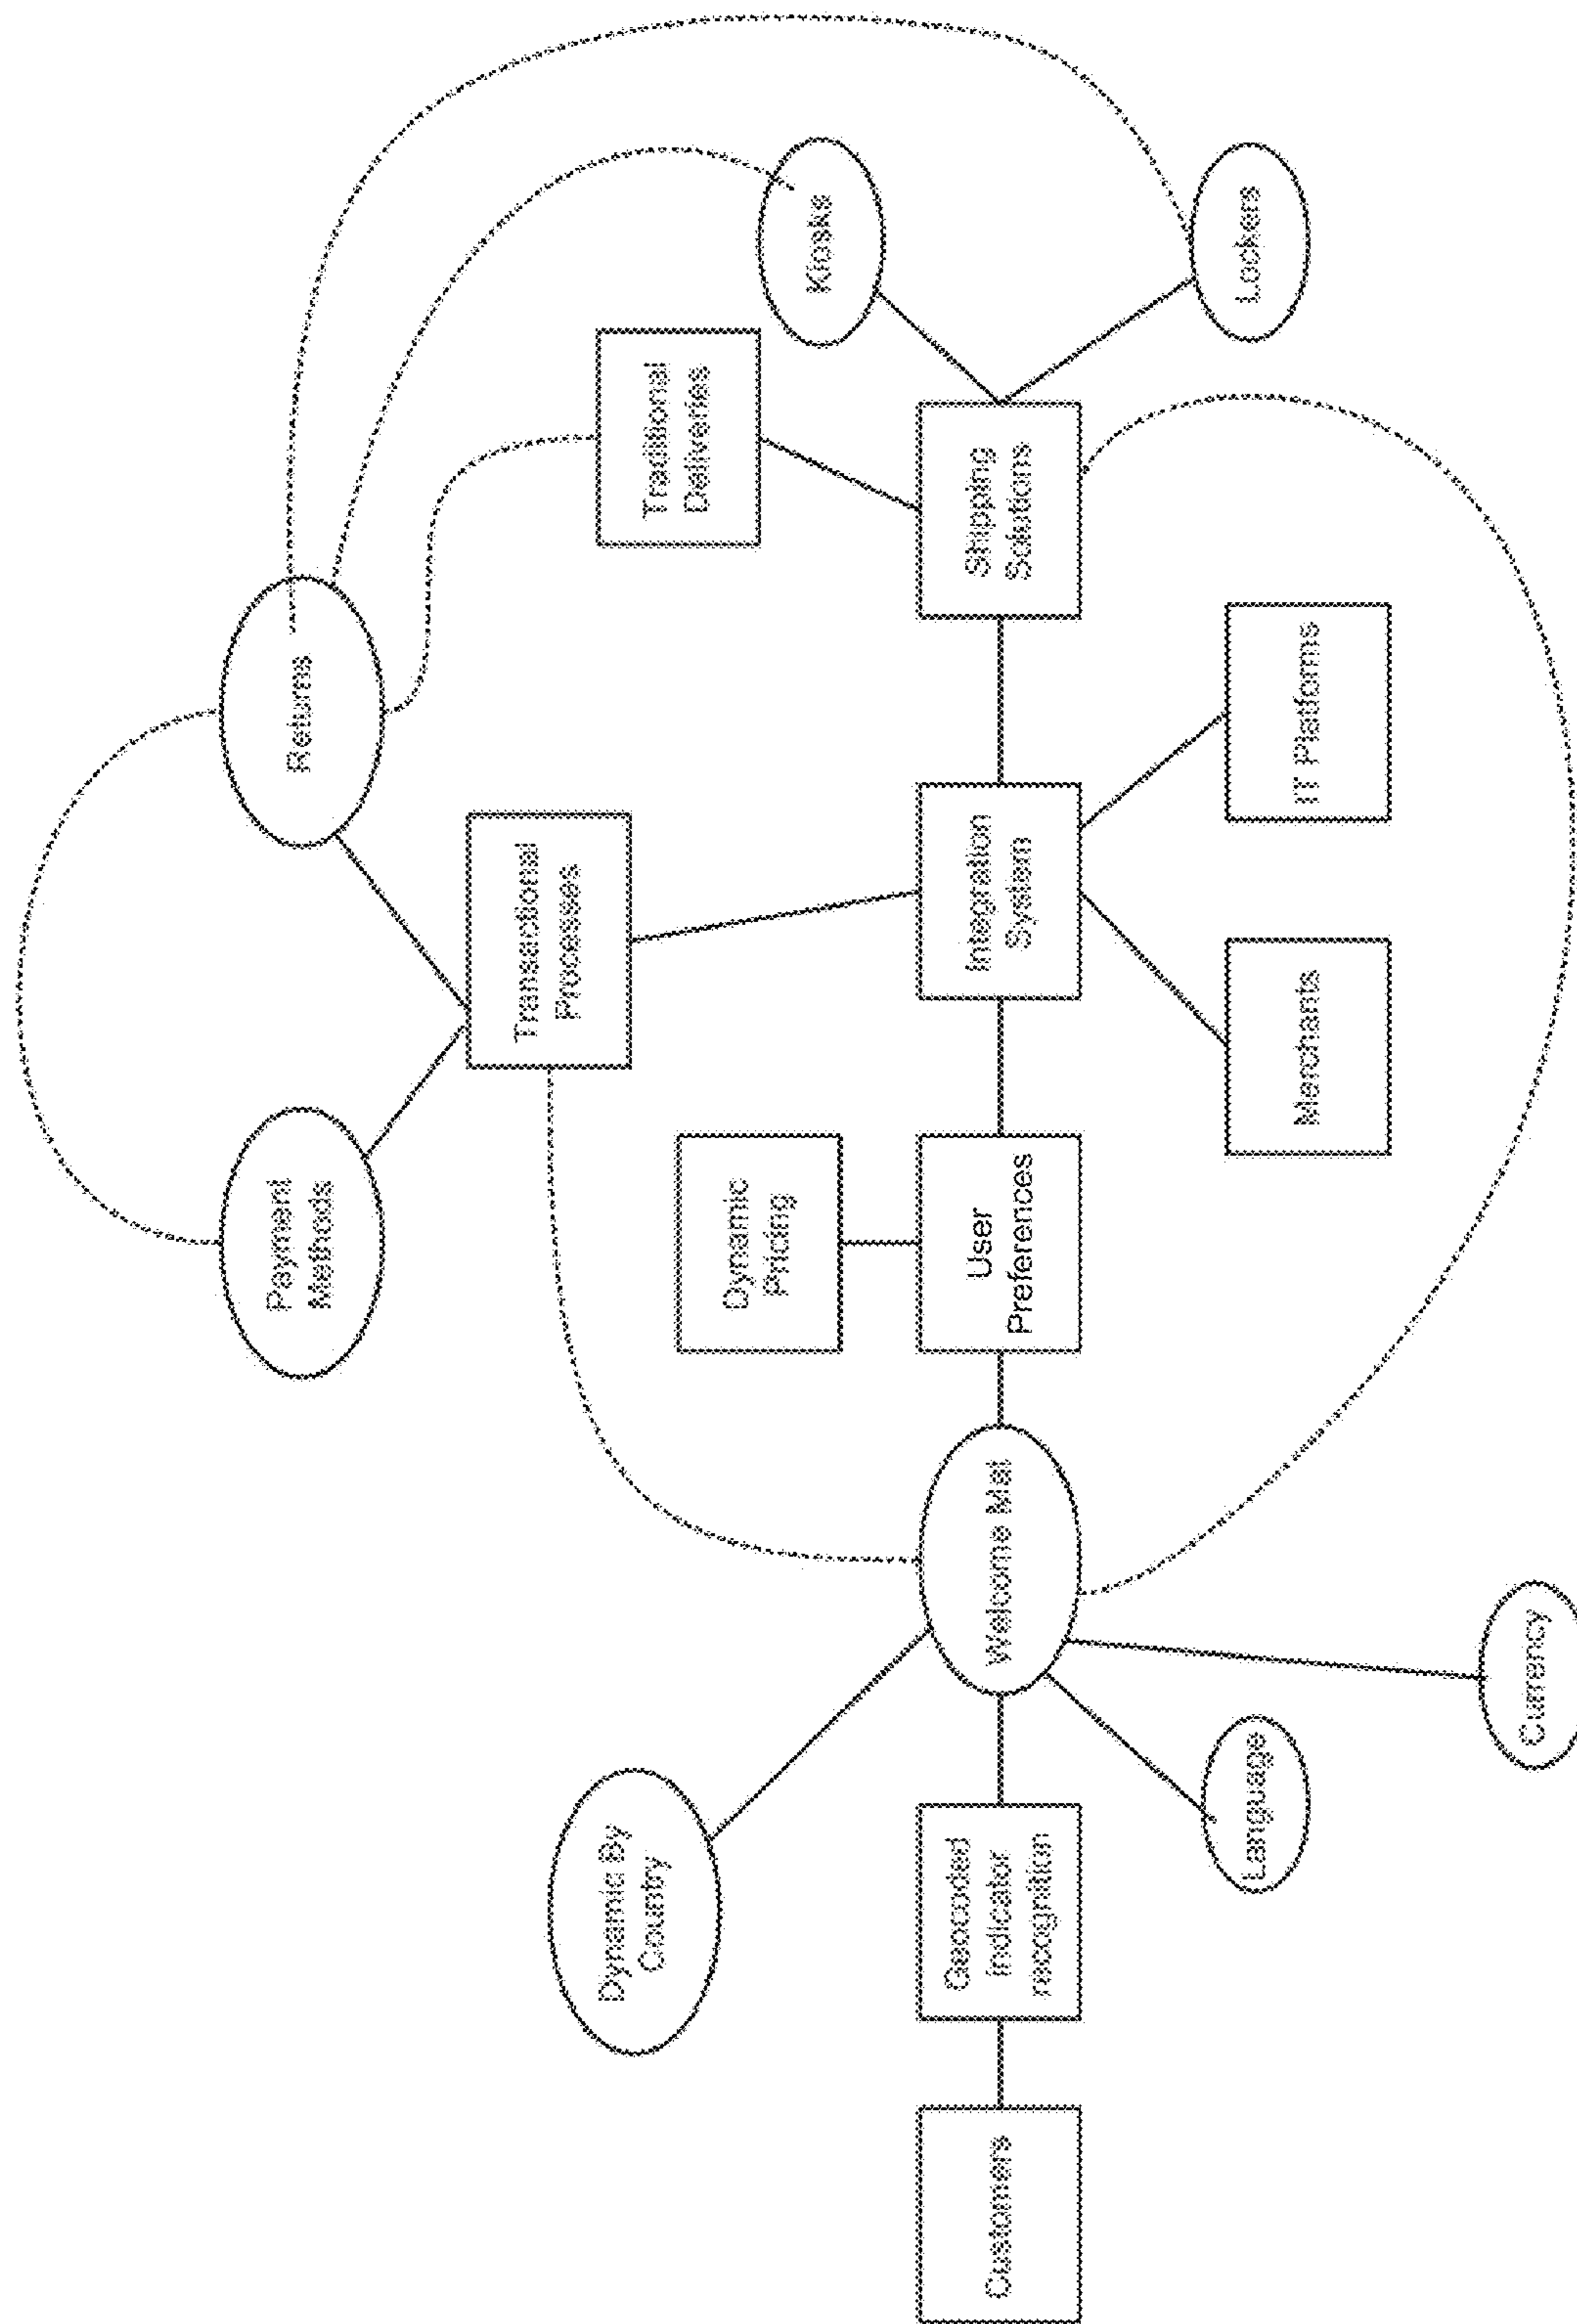 Payment
Methods
Returns
Transactional
Processes
Dynamic By
Country
Dynamic
Pricing
Traditional
Deliveries
Kiosks
Customers
Geocoded
Indicator
recognition
Welcome Mat
User
Preferences
Integration
System
Shipping
Solutions
Language
Merchants
IT Platforms
Lockers
Currency